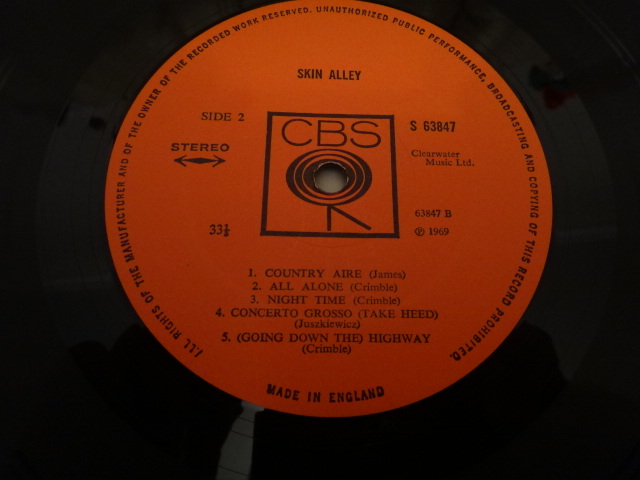 ALL RIGHTS OF THE MANUFACTURER AND OF THE OWNER OF THE RECORDED WORK RESERVED. UNAUTHORIZED PUBLIC PERFORMANCE, BROADCASTING AND COPYING OF THIS RECORD PROHIBITED.
SKIN ALLEY
SIDE 2
CBS
S 63847
STEREO
Clearwater
Music Ltd.
33⅓
63847 B
℗ 1969
1. COUNTRY AIRE (James)
2. ALL ALONE (Crimble)
3. NIGHT TIME (Crimble)
4. CONCERTO GROSSO (TAKE HEED)
(Juszkiewicz)
5. (GOING DOWN THE) HIGHWAY
(Crimble)
MADE IN ENGLAND